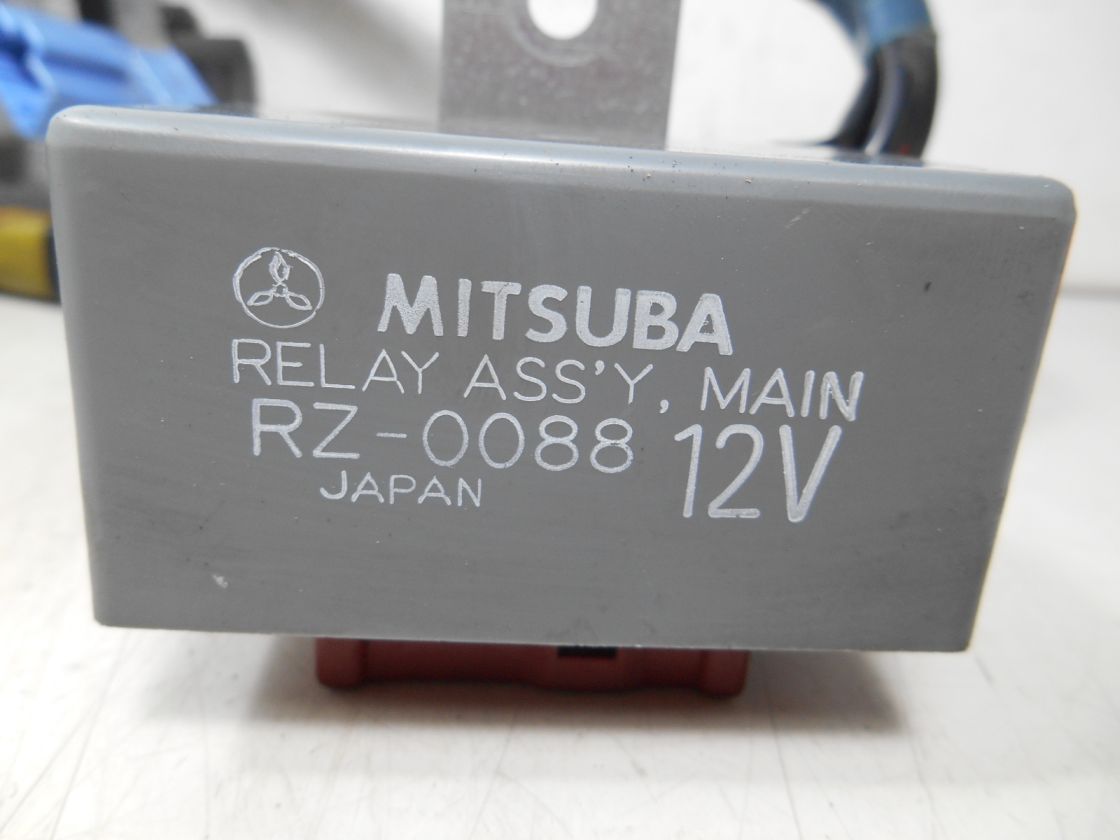 MITSUBA
RELAY ASS'Y, MAIN
RZ-0088 12V
JAPAN